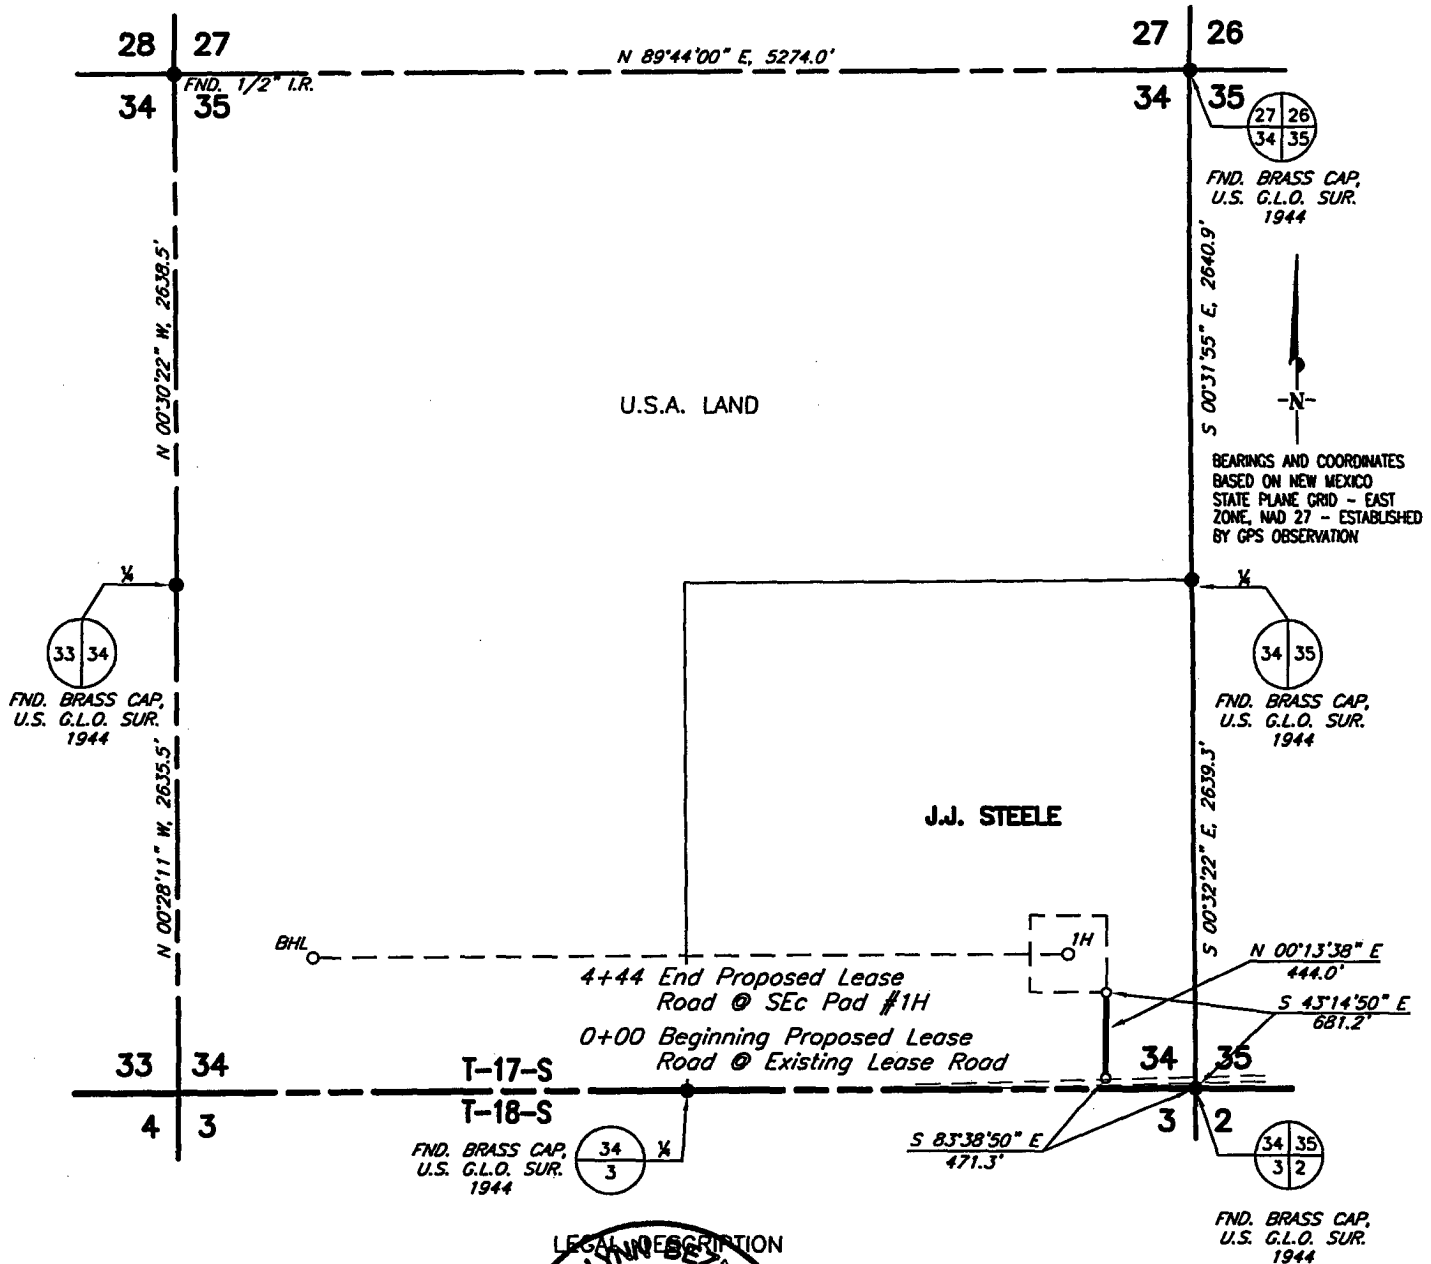 28 27
27 26
N 89°44'00" E, 5274.0'
FND. 1/2" I.R.
34 35
34 35
27 26
34 35
FND. BRASS CAP,
U.S. G.L.O. SUR.
1944
N 00°30'22" W, 2638.5'
S 00°31'55" E, 2640.9'
U.S.A. LAND
-N-
BEARINGS AND COORDINATES
BASED ON NEW MEXICO
STATE PLANE GRID - EAST
ZONE, NAD 27 - ESTABLISHED
BY GPS OBSERVATION
¼
33 34
FND. BRASS CAP,
U.S. G.L.O. SUR.
1944
¼
34 35
FND. BRASS CAP,
U.S. G.L.O. SUR.
1944
N 00°28'11" W, 2635.5'
S 00°32'22" E, 2639.3'
J.J. STEELE
BHL
1H
N 00°13'38" E
444.0'
4+44 End Proposed Lease
Road @ SEc Pad #1H
S 43°14'50" E
681.2'
0+00 Beginning Proposed Lease
Road @ Existing Lease Road
33 34
T-17-S
34 35
4 3
T-18-S
3 2
S 83°38'50" E
471.3'
FND. BRASS CAP,
U.S. G.L.O. SUR.
1944
34
3
¼
34 35
3 2
FND. BRASS CAP,
U.S. G.L.O. SUR.
1944
LEGAL DESCRIPTION